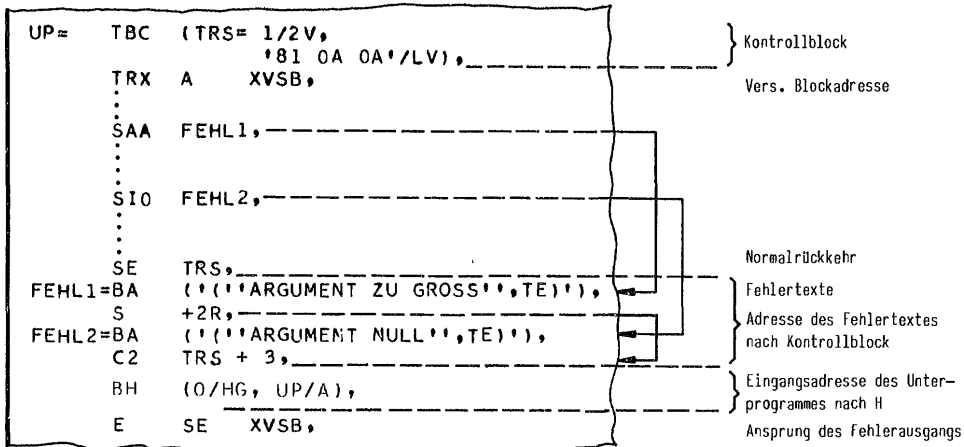 UP= TBC (TRS= 1/2V,
'81 0A 0A'/LV),
Kontrollblock
TRX A XVSB,
Vers. Blockadresse
SAA FEHL1,
SI0 FEHL2,
SE TRS,
Normalrückkehr
FEHL1=BA ('(''ARGUMENT ZU GROSS'',TE)'),
Fehlertexte
S +2R,
Adresse des Fehlertextes
FEHL2=BA ('(''ARGUMENT NULL'',TE)'),
nach Kontrollblock
C2 TRS + 3,
BH (0/HG, UP/A),
Eingangsadresse des Unter-
programmes nach H
E SE XVSB,
Ansprung des Fehlerausgangs